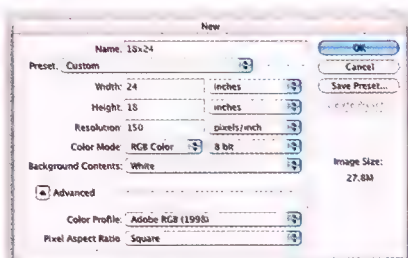 New
Name: 18x24
OK
Preset: Custom
Cancel
Width: 24 inches
Save Preset...
Height: 18 inches
Resolution: 150 pixels/inch
Color Mode: RGB Color 8 bit
Background Contents: White
Image Size:
27.8M
Advanced
Color Profile: Adobe RGB (1998)
Pixel Aspect Ratio: Square